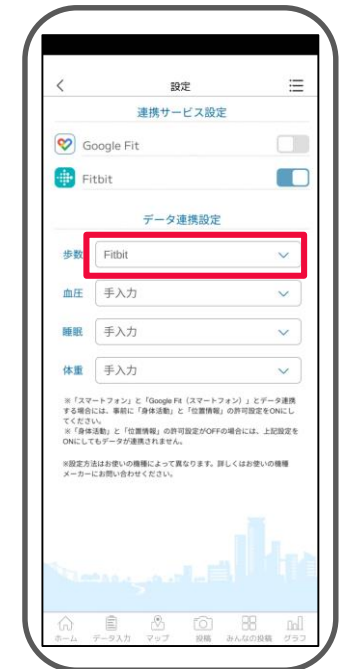 設定
連携サービス設定
Google Fit
Fitbit
データ連携設定
歩数 Fitbit
血圧 手入力
睡眠 手入力
体重 手入力
※「スマートフォン」と「Google Fit（スマートフォン）」とデータ連携
する場合には、事前に「身体活動」と「位置情報」の許可設定をONにし
てください。
※「身体活動」と「位置情報」の許可設定がOFFの場合には、上記設定を
ONにしてもデータが連携されません。
※設定方法はお使いの機種によって異なります。詳しくはお使いの機種
メーカーにお問い合わせください。
ホーム データ入力 マップ 投稿 みんなの投稿 グラフ